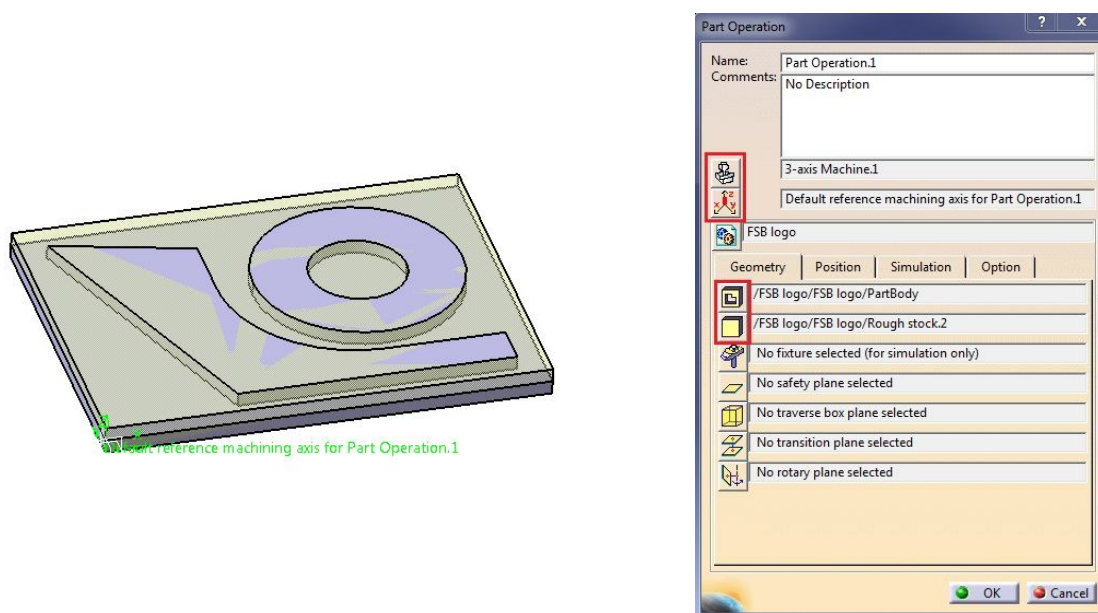 Default reference machining axis for Part Operation.1
Part Operation
? X
Name:
Part Operation.1
Comments:
No Description
3-axis Machine.1
Default reference machining axis for Part Operation.1
FSB logo
Geometry Position Simulation Option
/FSB logo/FSB logo/PartBody
/FSB logo/FSB logo/Rough stock.2
No fixture selected (for simulation only)
No safety plane selected
No traverse box plane selected
No transition plane selected
No rotary plane selected
OK Cancel